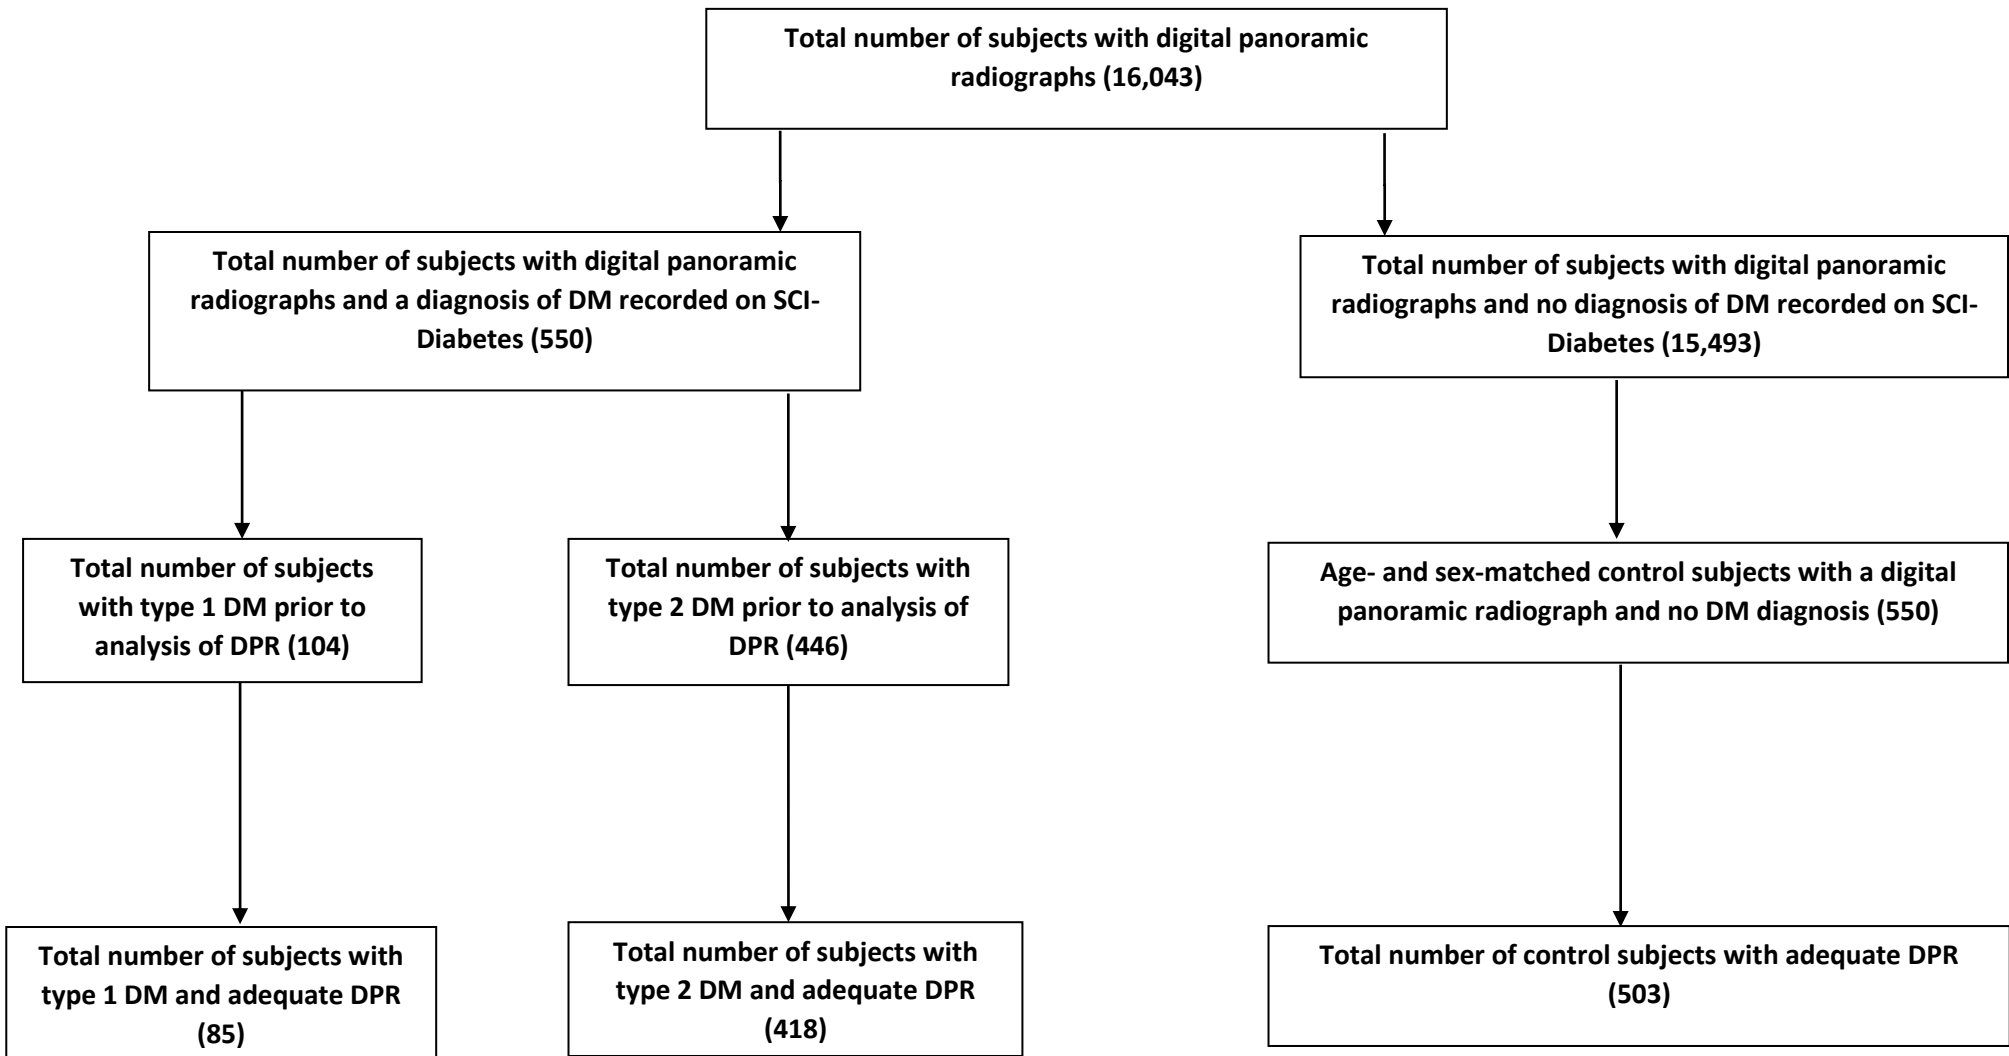 Total number of subjects with digital panoramic
radiographs (16,043)
Total number of subjects with digital panoramic
radiographs and a diagnosis of DM recorded on SCI-
Diabetes (550)
Total number of subjects with digital panoramic
radiographs and no diagnosis of DM recorded on SCI-
Diabetes (15,493)
Total number of subjects
with type 1 DM prior to
analysis of DPR (104)
Total number of subjects with
type 2 DM prior to analysis of
DPR (446)
Age- and sex-matched control subjects with a digital
panoramic radiograph and no DM diagnosis (550)
Total number of subjects with
type 1 DM and adequate DPR
(85)
Total number of subjects with
type 2 DM and adequate DPR
(418)
Total number of control subjects with adequate DPR
(503)